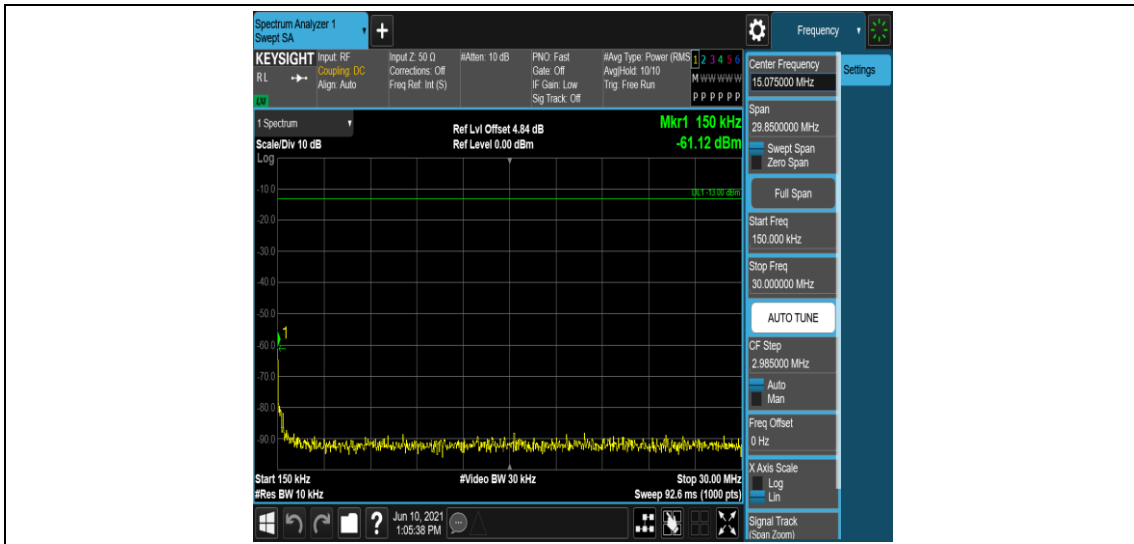 Spectrum Analyzer 1
Swept SA
+
Frequency
KEYSIGHT
RL
LXI
Input: RF
Coupling: DC
Align: Auto
Input Z: 50 Ω
Corrections: Off
Freq Ref: Int (S)
#Atten: 10 dB
PNO: Fast
Gate: Off
IF Gain: Low
Sig Track: Off
#Avg Type: Power (RMS
Avg|Hold: 10/10
Trig: Free Run
1 2 3 4 5 6
M W W W W W
P P P P P P
1 Spectrum
Scale/Div 10 dB
Log
Ref Lvl Offset 4.84 dB
Ref Level 0.00 dBm
Mkr1 150 kHz
-61.12 dBm
DL1 -13.00 dBm
-10.0
-20.0
-30.0
-40.0
-50.0
1
-60.0
-70.0
-80.0
-90.0
Start 150 kHz
#Res BW 10 kHz
#Video BW 30 kHz
Stop 30.00 MHz
Sweep 92.6 ms (1000 pts)
Center Frequency
15.075000 MHz
Settings
Span
29.8500000 MHz
Swept Span
Zero Span
Full Span
Start Freq
150.000 kHz
Stop Freq
30.000000 MHz
AUTO TUNE
CF Step
2.985000 MHz
Auto
Man
Freq Offset
0 Hz
X Axis Scale
Log
Lin
Signal Track
(Span Zoom)
?
Jun 10, 2021
1:05:38 PM